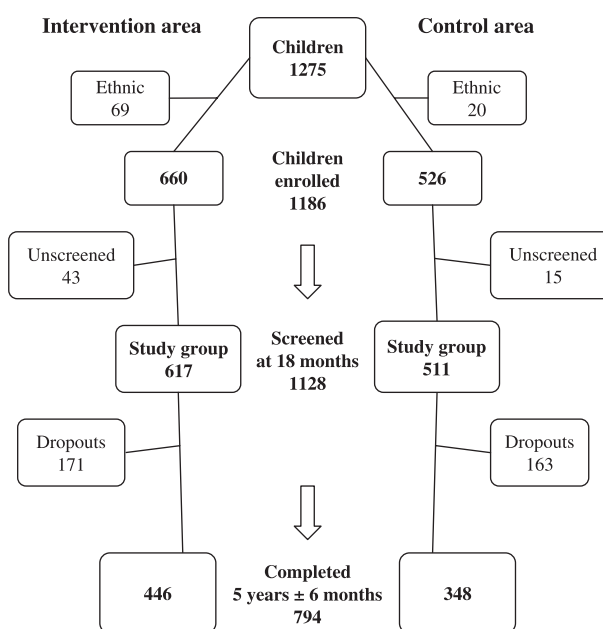 Intervention area
Children
1275
Control area
Ethnic
69
Ethnic
20
660
Children
enrolled
1186
526
Unscreened
43
Unscreened
15
Study group
617
Screened
at 18 months
1128
Study group
511
Dropouts
171
Dropouts
163
446
Completed
5 years ± 6 months
794
348